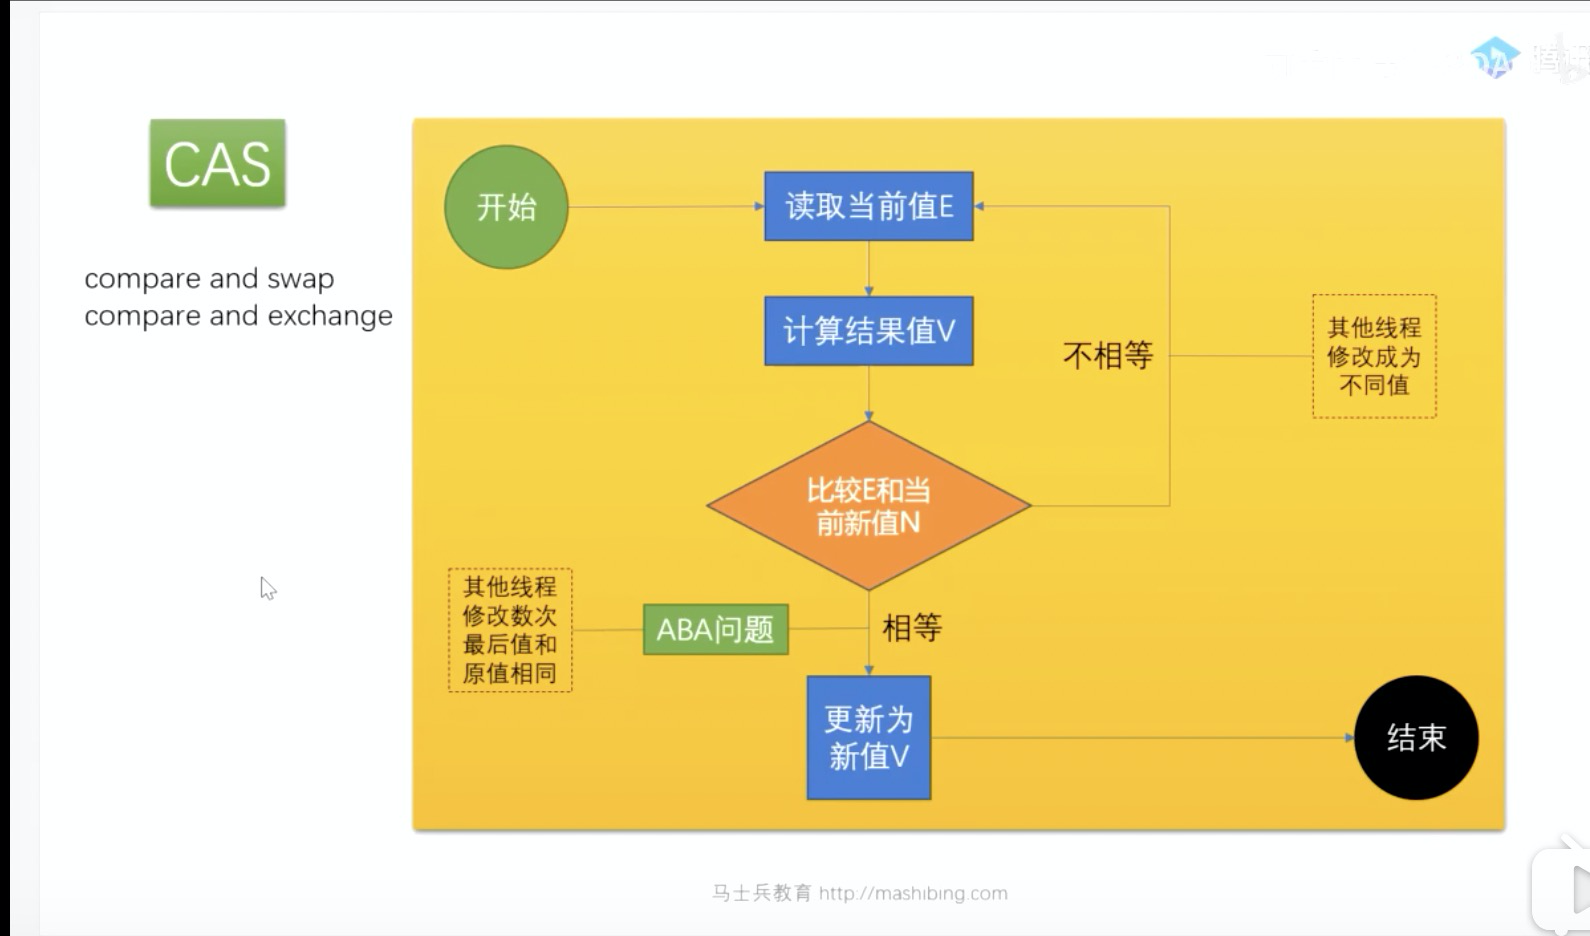 CAS
compare and swap
compare and exchange
开始
读取当前值E
计算结果值V
不相等
其他线程
修改成为
不同值
比较E和当
前新值N
其他线程
修改数次
最后值和
原值相同
ABA问题
相等
更新为
新值V
结束
马士兵教育 http://mashibing.com